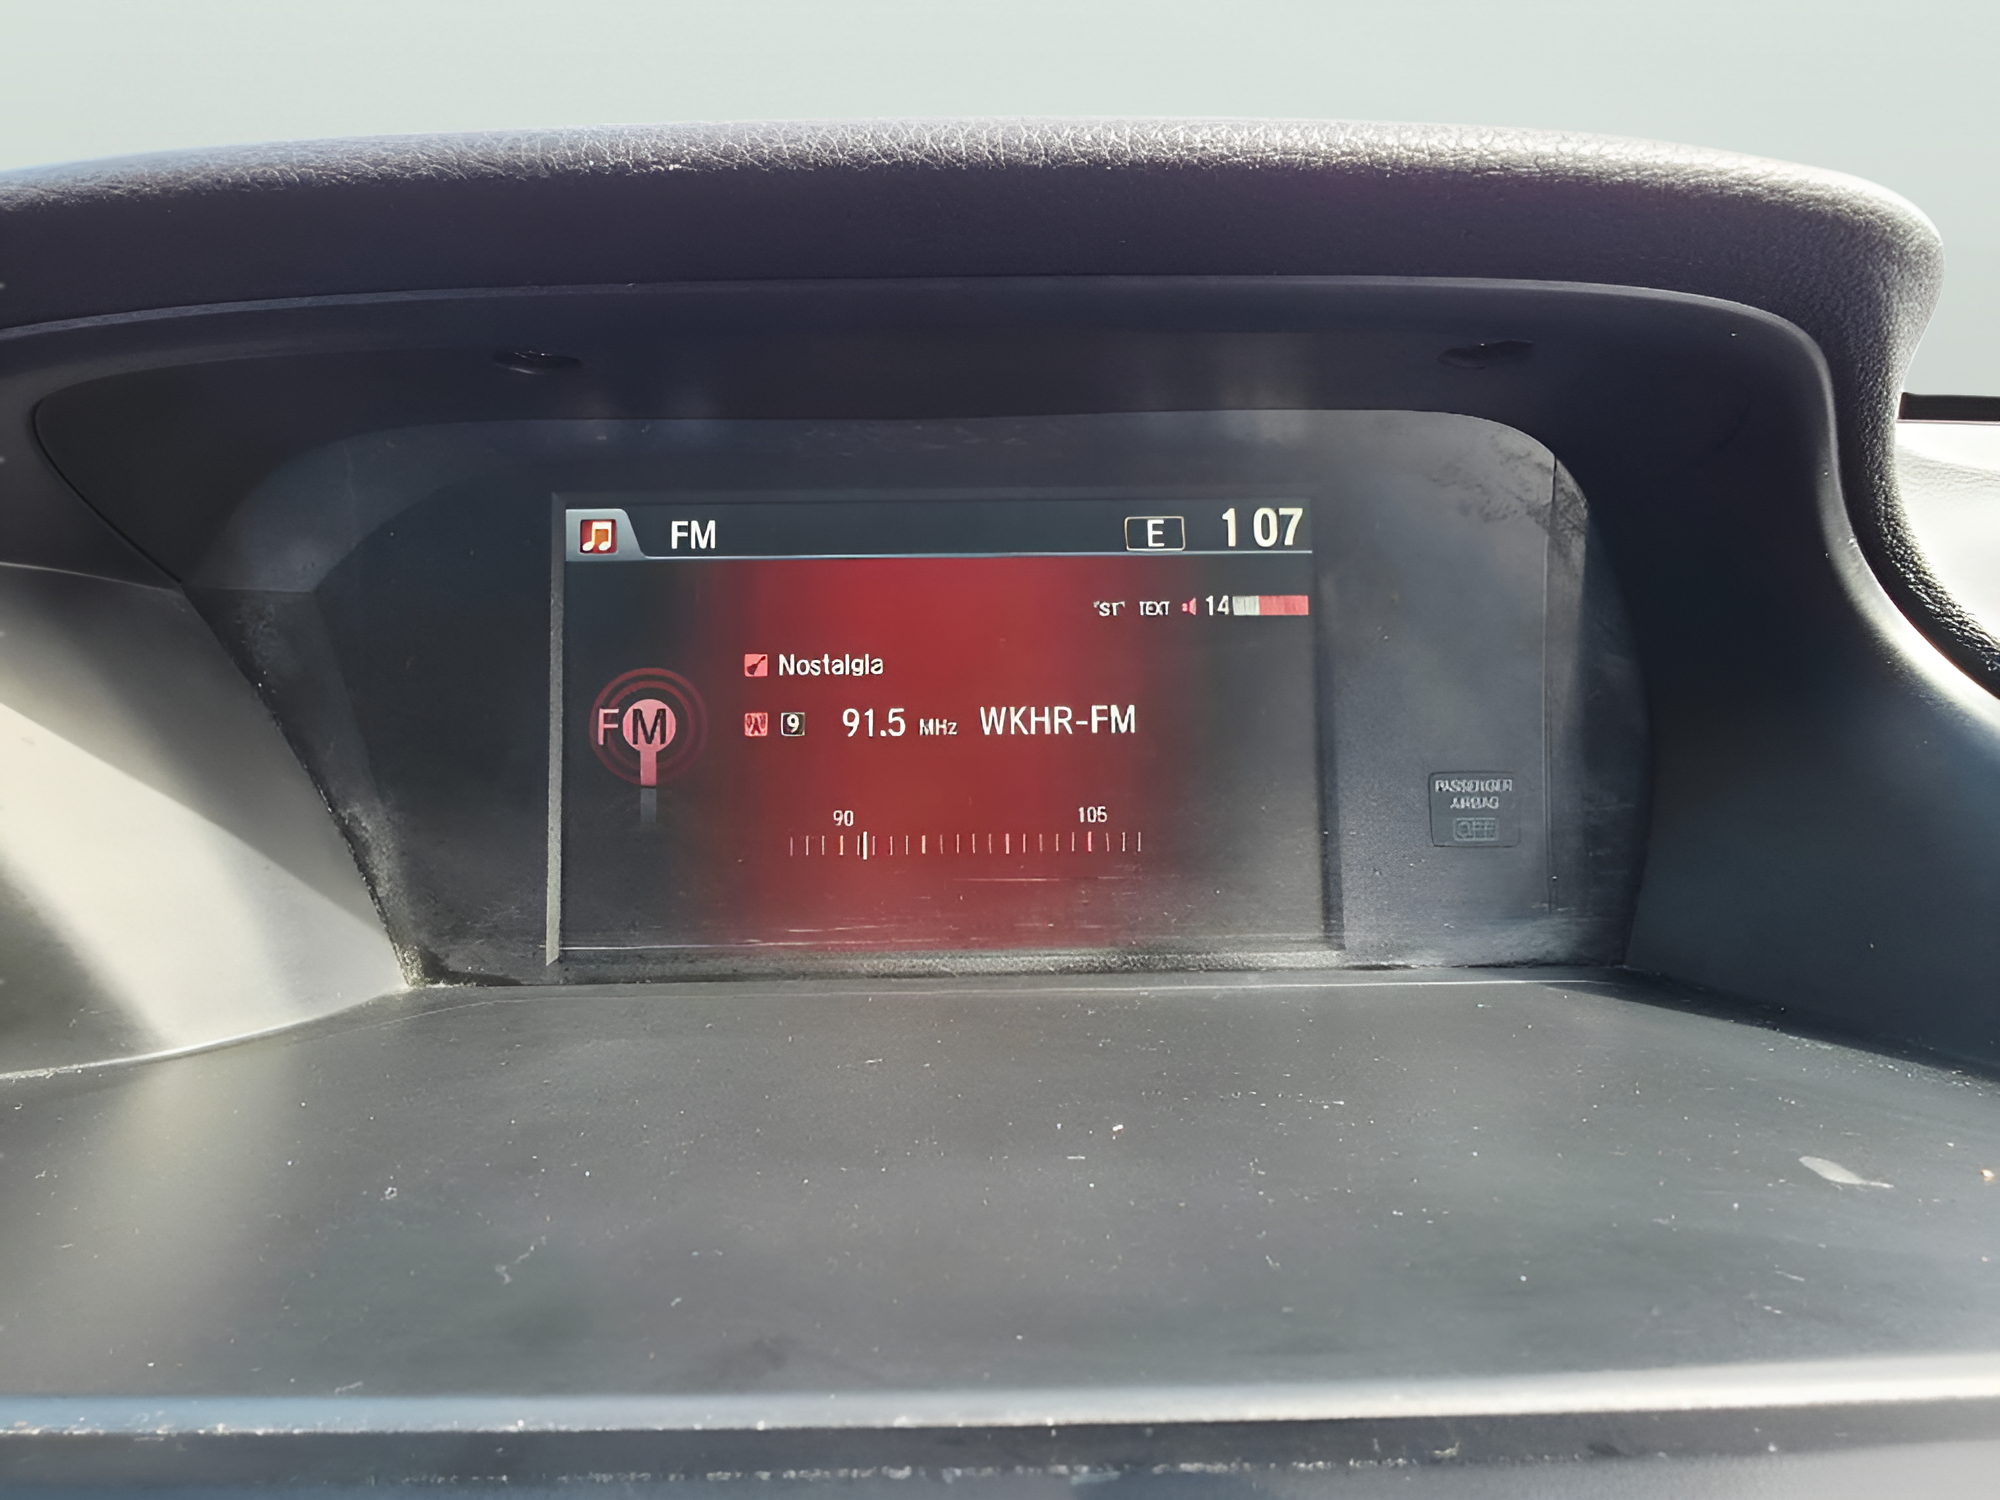 FM E 1 07
"ST" TEXT 14
Nostalgia
FM 9 91.5 MHz WKHR-FM
90 105
PASSENGER
AIRBAG
OFF